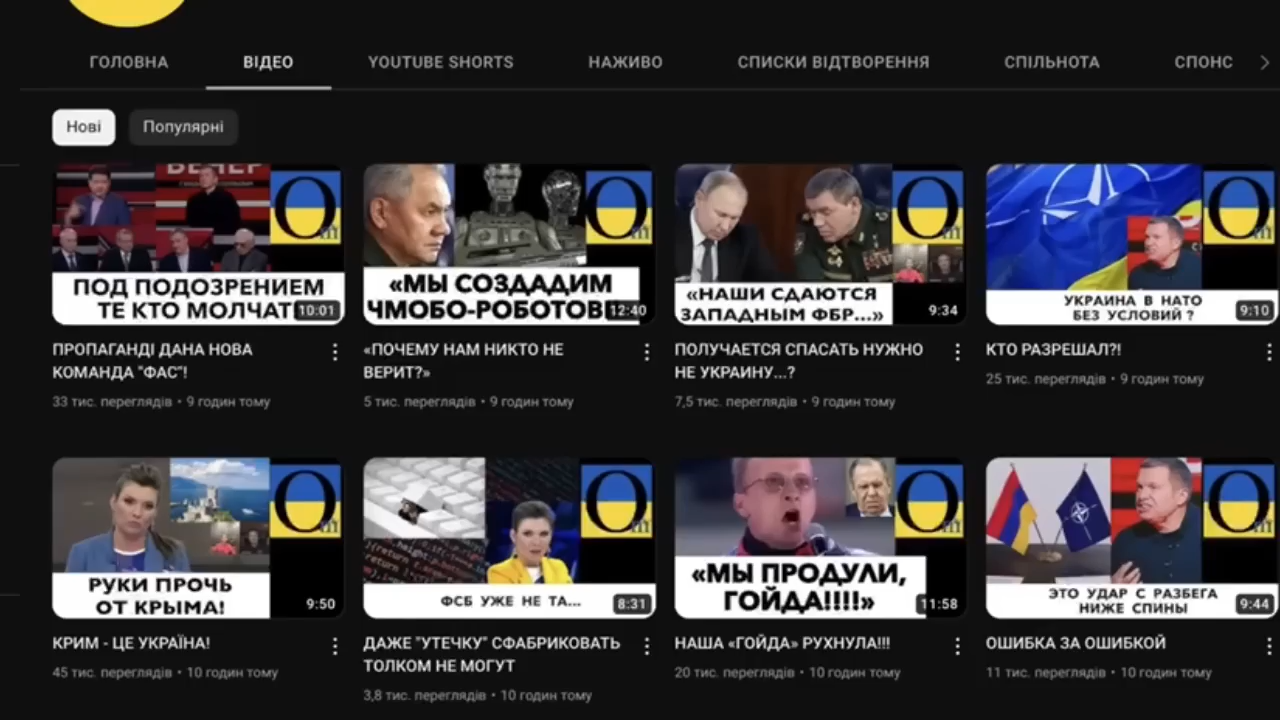 ГОЛОВНА
ВІДЕО
YOUTUBE SHORTS
НАЖИВО
СПИСКИ ВІДТВОРЕННЯ
СПІЛЬНОТА
СПОНС
Нові
Популярні
ВЕЧЕР
ПОД ПОДОЗРЕНИЕМ
ТЕ КТО МОЛЧАТ
10:01
ПРОПАГАНДІ ДАНА НОВА
КОМАНДА "ФАС"!
33 тис. переглядів • 9 годин тому
«МЫ СОЗДАДИМ
ЧМОБО-РОБОТОВ
12:40
«ПОЧЕМУ НАМ НИКТО НЕ
ВЕРИТ?»
5 тис. переглядів • 9 годин тому
«НАШИ СДАЮТСЯ
ЗАПАДНЫМ ФБР...»
9:34
ПОЛУЧАЕТСЯ СПАСАТЬ НУЖНО
НЕ УКРАИНУ...?
7,5 тис. переглядів • 9 годин тому
УКРАИНА В НАТО
БЕЗ УСЛОВИЙ ?
9:10
КТО РАЗРЕШАЛ?!
25 тис. переглядів • 9 годин тому
РУКИ ПРОЧЬ
ОТ КРЫМА!
9:50
КРИМ - ЦЕ УКРАЇНА!
45 тис. переглядів • 10 годин тому
ФСБ УЖЕ НЕ ТА...
8:31
ДАЖЕ "УТЕЧКУ" СФАБРИКОВАТЬ
ТОЛКОМ НЕ МОГУТ
3,8 тис. переглядів • 10 годин тому
«МЫ ПРОДУЛИ,
ГОЙДА!!!!»
11:58
НАША «ГОЙДА» РУХНУЛА!!!
20 тис. переглядів • 10 годин тому
ЭТО УДАР С РАЗБЕГА
НИЖЕ СПИНЫ
9:44
ОШИБКА ЗА ОШИБКОЙ
11 тис. переглядів • 10 годин тому